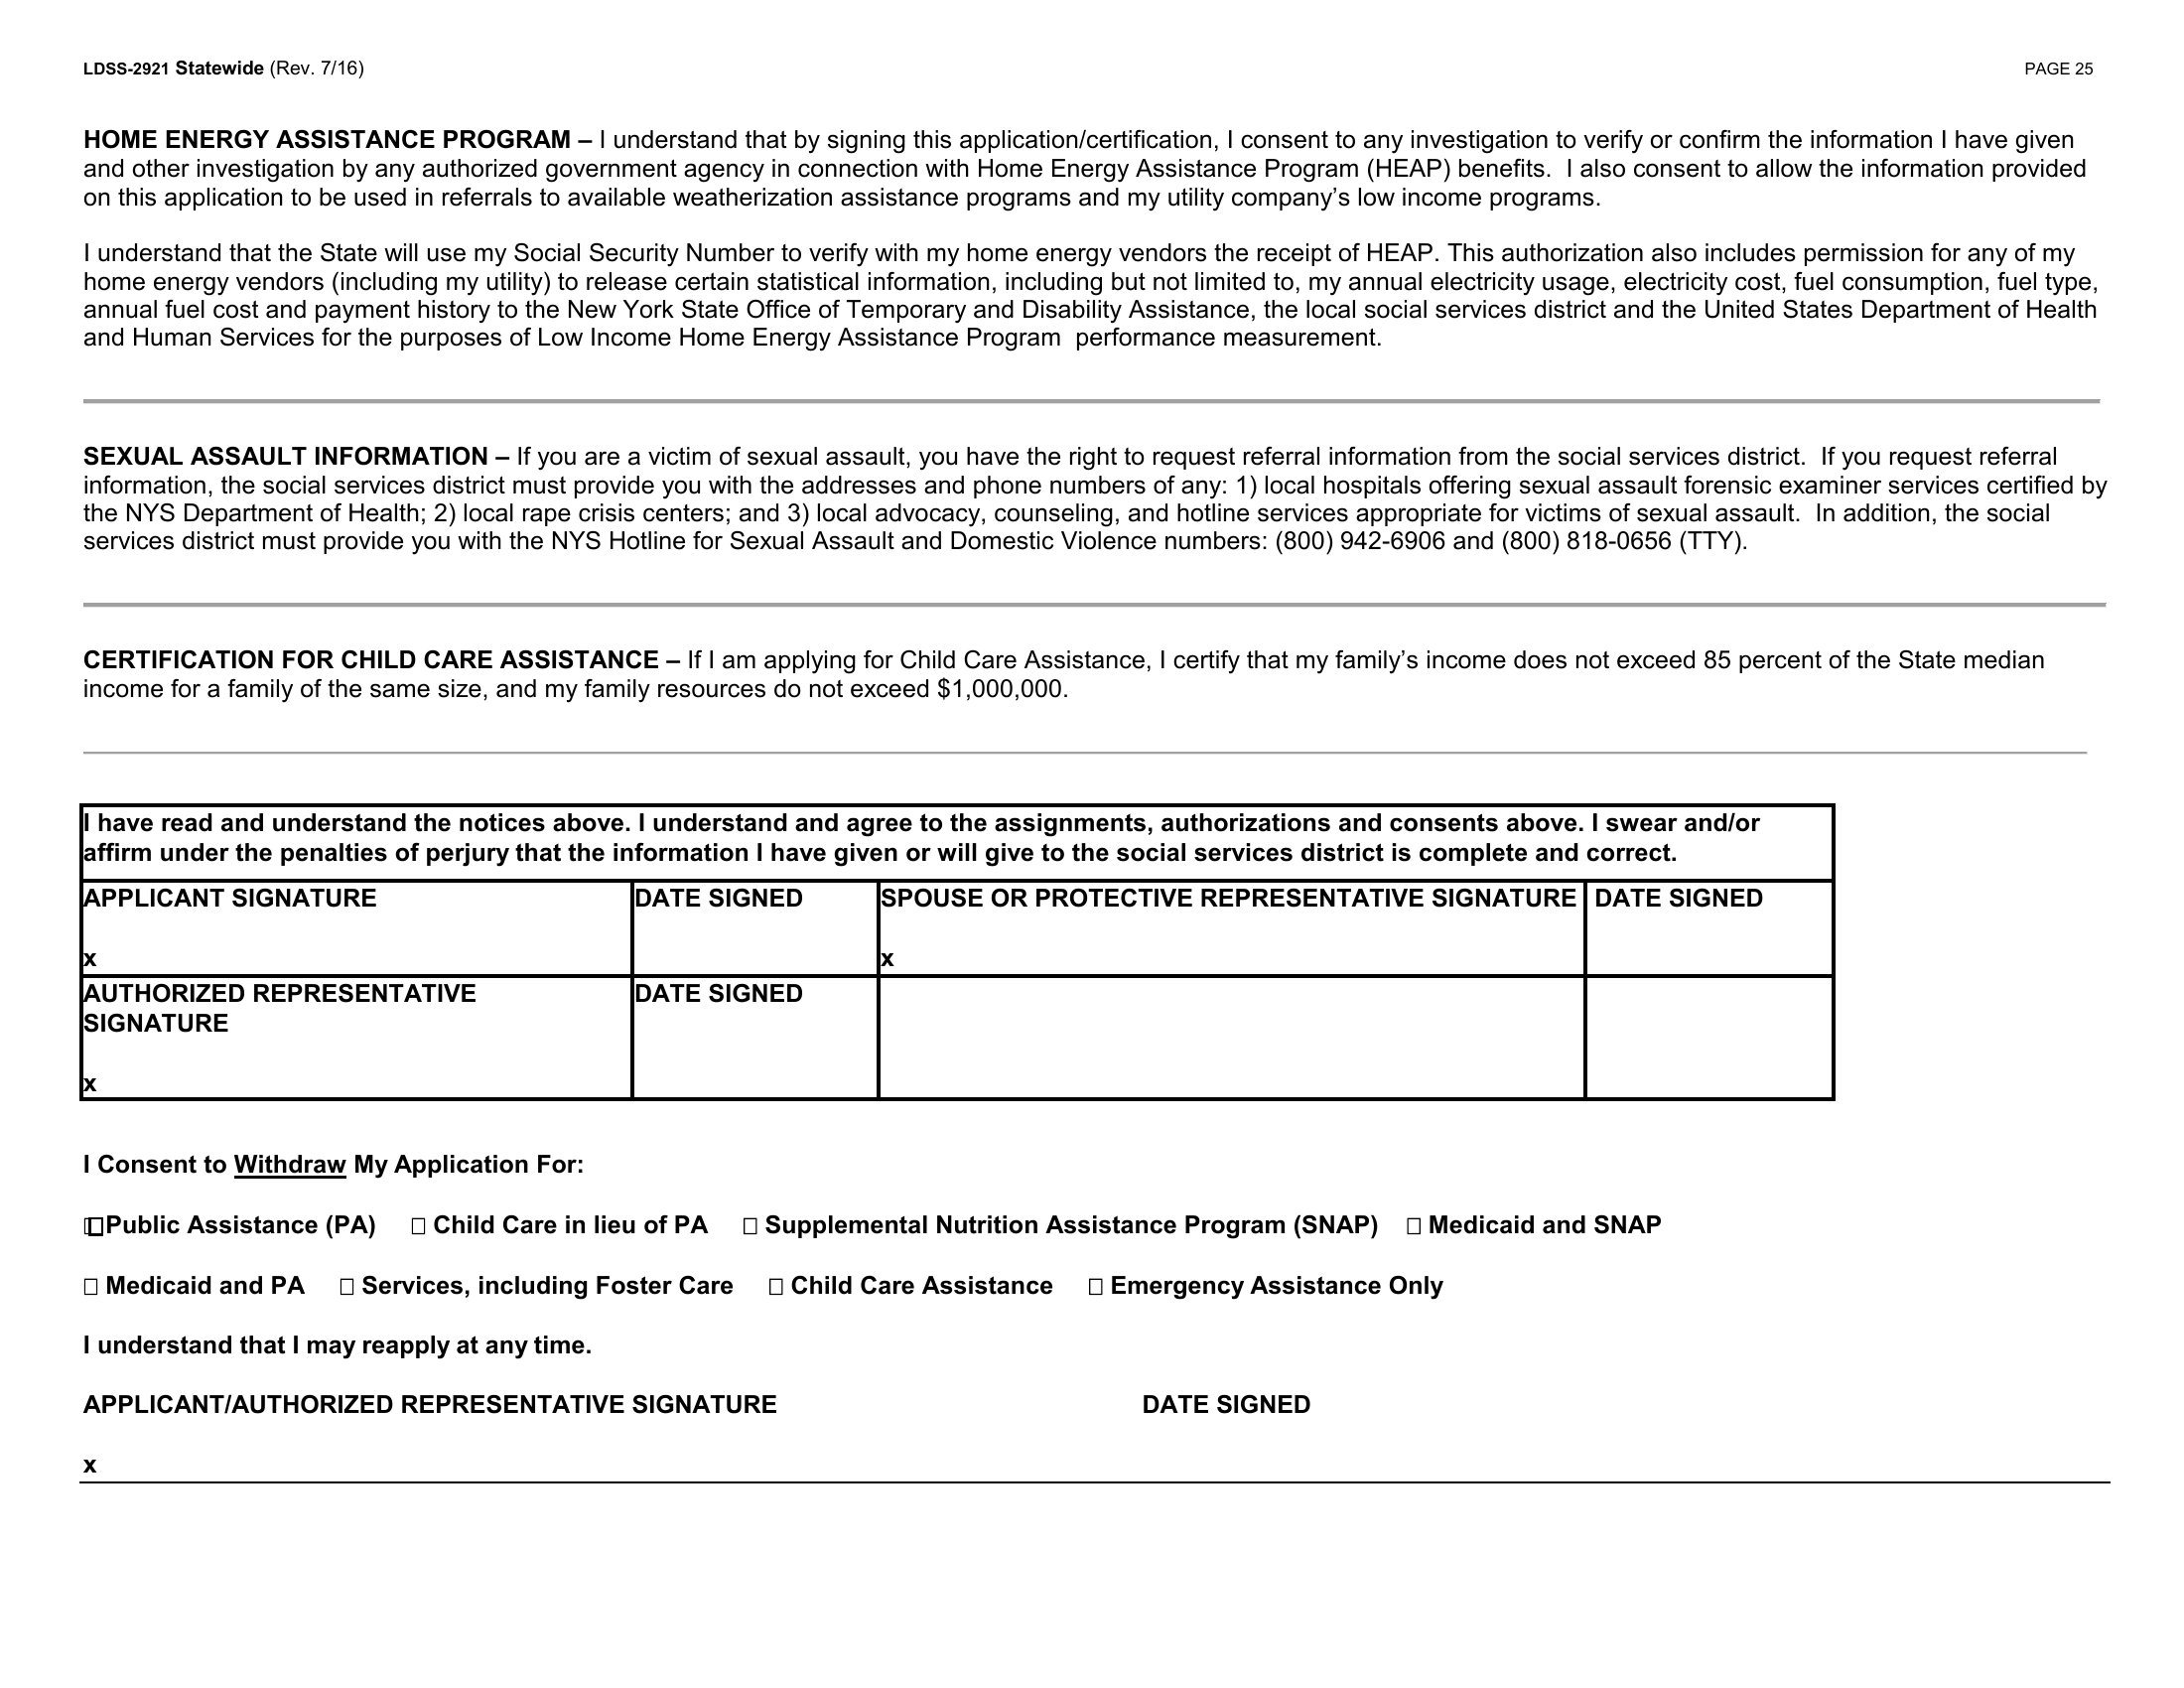 LDSS-2921 Statewide (Rev. 7/16) PAGE 25
HOME ENERGY ASSISTANCE PROGRAM – I understand that by signing this application/certification, I consent to any investigation to verify or confirm the information I have given
and other investigation by any authorized government agency in connection with Home Energy Assistance Program (HEAP) benefits.  I also consent to allow the information provided
on this application to be used in referrals to available weatherization assistance programs and my utility company’s low income programs.
I understand that the State will use my Social Security Number to verify with my home energy vendors the receipt of HEAP. This authorization also includes permission for any of my
home energy vendors (including my utility) to release certain statistical information, including but not limited to, my annual electricity usage, electricity cost, fuel consumption, fuel type,
annual fuel cost and payment history to the New York State Office of Temporary and Disability Assistance, the local social services district and the United States Department of Health
and Human Services for the purposes of Low Income Home Energy Assistance Program  performance measurement.
SEXUAL ASSAULT INFORMATION – If you are a victim of sexual assault, you have the right to request referral information from the social services district.  If you request referral
information, the social services district must provide you with the addresses and phone numbers of any: 1) local hospitals offering sexual assault forensic examiner services certified by
the NYS Department of Health; 2) local rape crisis centers; and 3) local advocacy, counseling, and hotline services appropriate for victims of sexual assault.  In addition, the social
services district must provide you with the NYS Hotline for Sexual Assault and Domestic Violence numbers: (800) 942-6906 and (800) 818-0656 (TTY).
CERTIFICATION FOR CHILD CARE ASSISTANCE – If I am applying for Child Care Assistance, I certify that my family’s income does not exceed 85 percent of the State median
income for a family of the same size, and my family resources do not exceed $1,000,000.
I have read and understand the notices above. I understand and agree to the assignments, authorizations and consents above. I swear and/or
affirm under the penalties of perjury that the information I have given or will give to the social services district is complete and correct.
APPLICANT SIGNATURE DATE SIGNED SPOUSE OR PROTECTIVE REPRESENTATIVE SIGNATURE DATE SIGNED
x x
AUTHORIZED REPRESENTATIVE DATE SIGNED
SIGNATURE
x
I Consent to Withdraw My Application For:
□Public Assistance (PA) □ Child Care in lieu of PA □ Supplemental Nutrition Assistance Program (SNAP) □ Medicaid and SNAP
□ Medicaid and PA □ Services, including Foster Care □ Child Care Assistance □ Emergency Assistance Only
I understand that I may reapply at any time.
APPLICANT/AUTHORIZED REPRESENTATIVE SIGNATURE DATE SIGNED
x